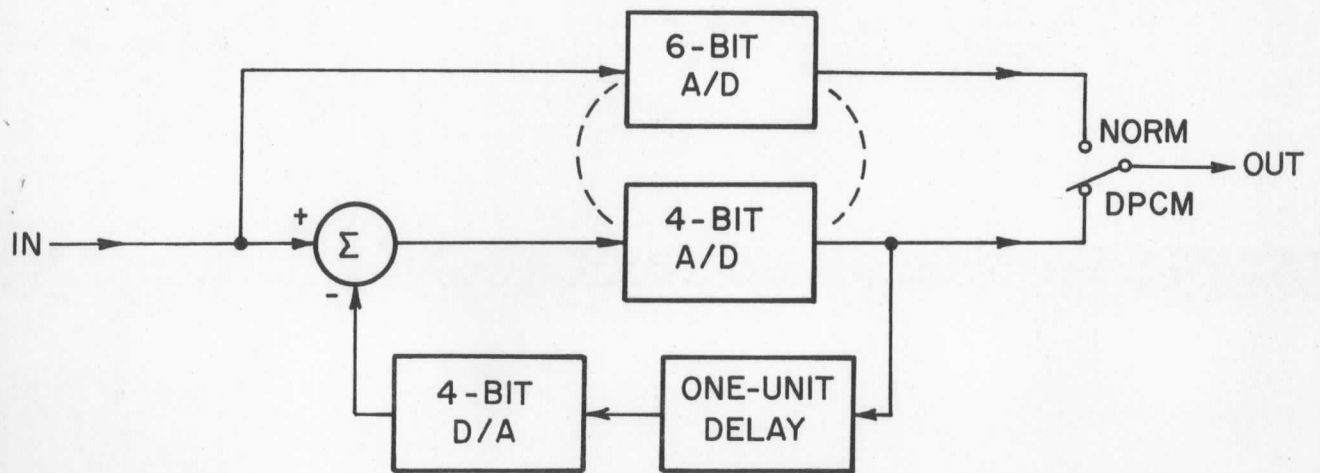 6-BIT
A/D
NORM
OUT
DPCM
+
IN
Σ
4-BIT
A/D
-
4-BIT
D/A
ONE-UNIT
DELAY